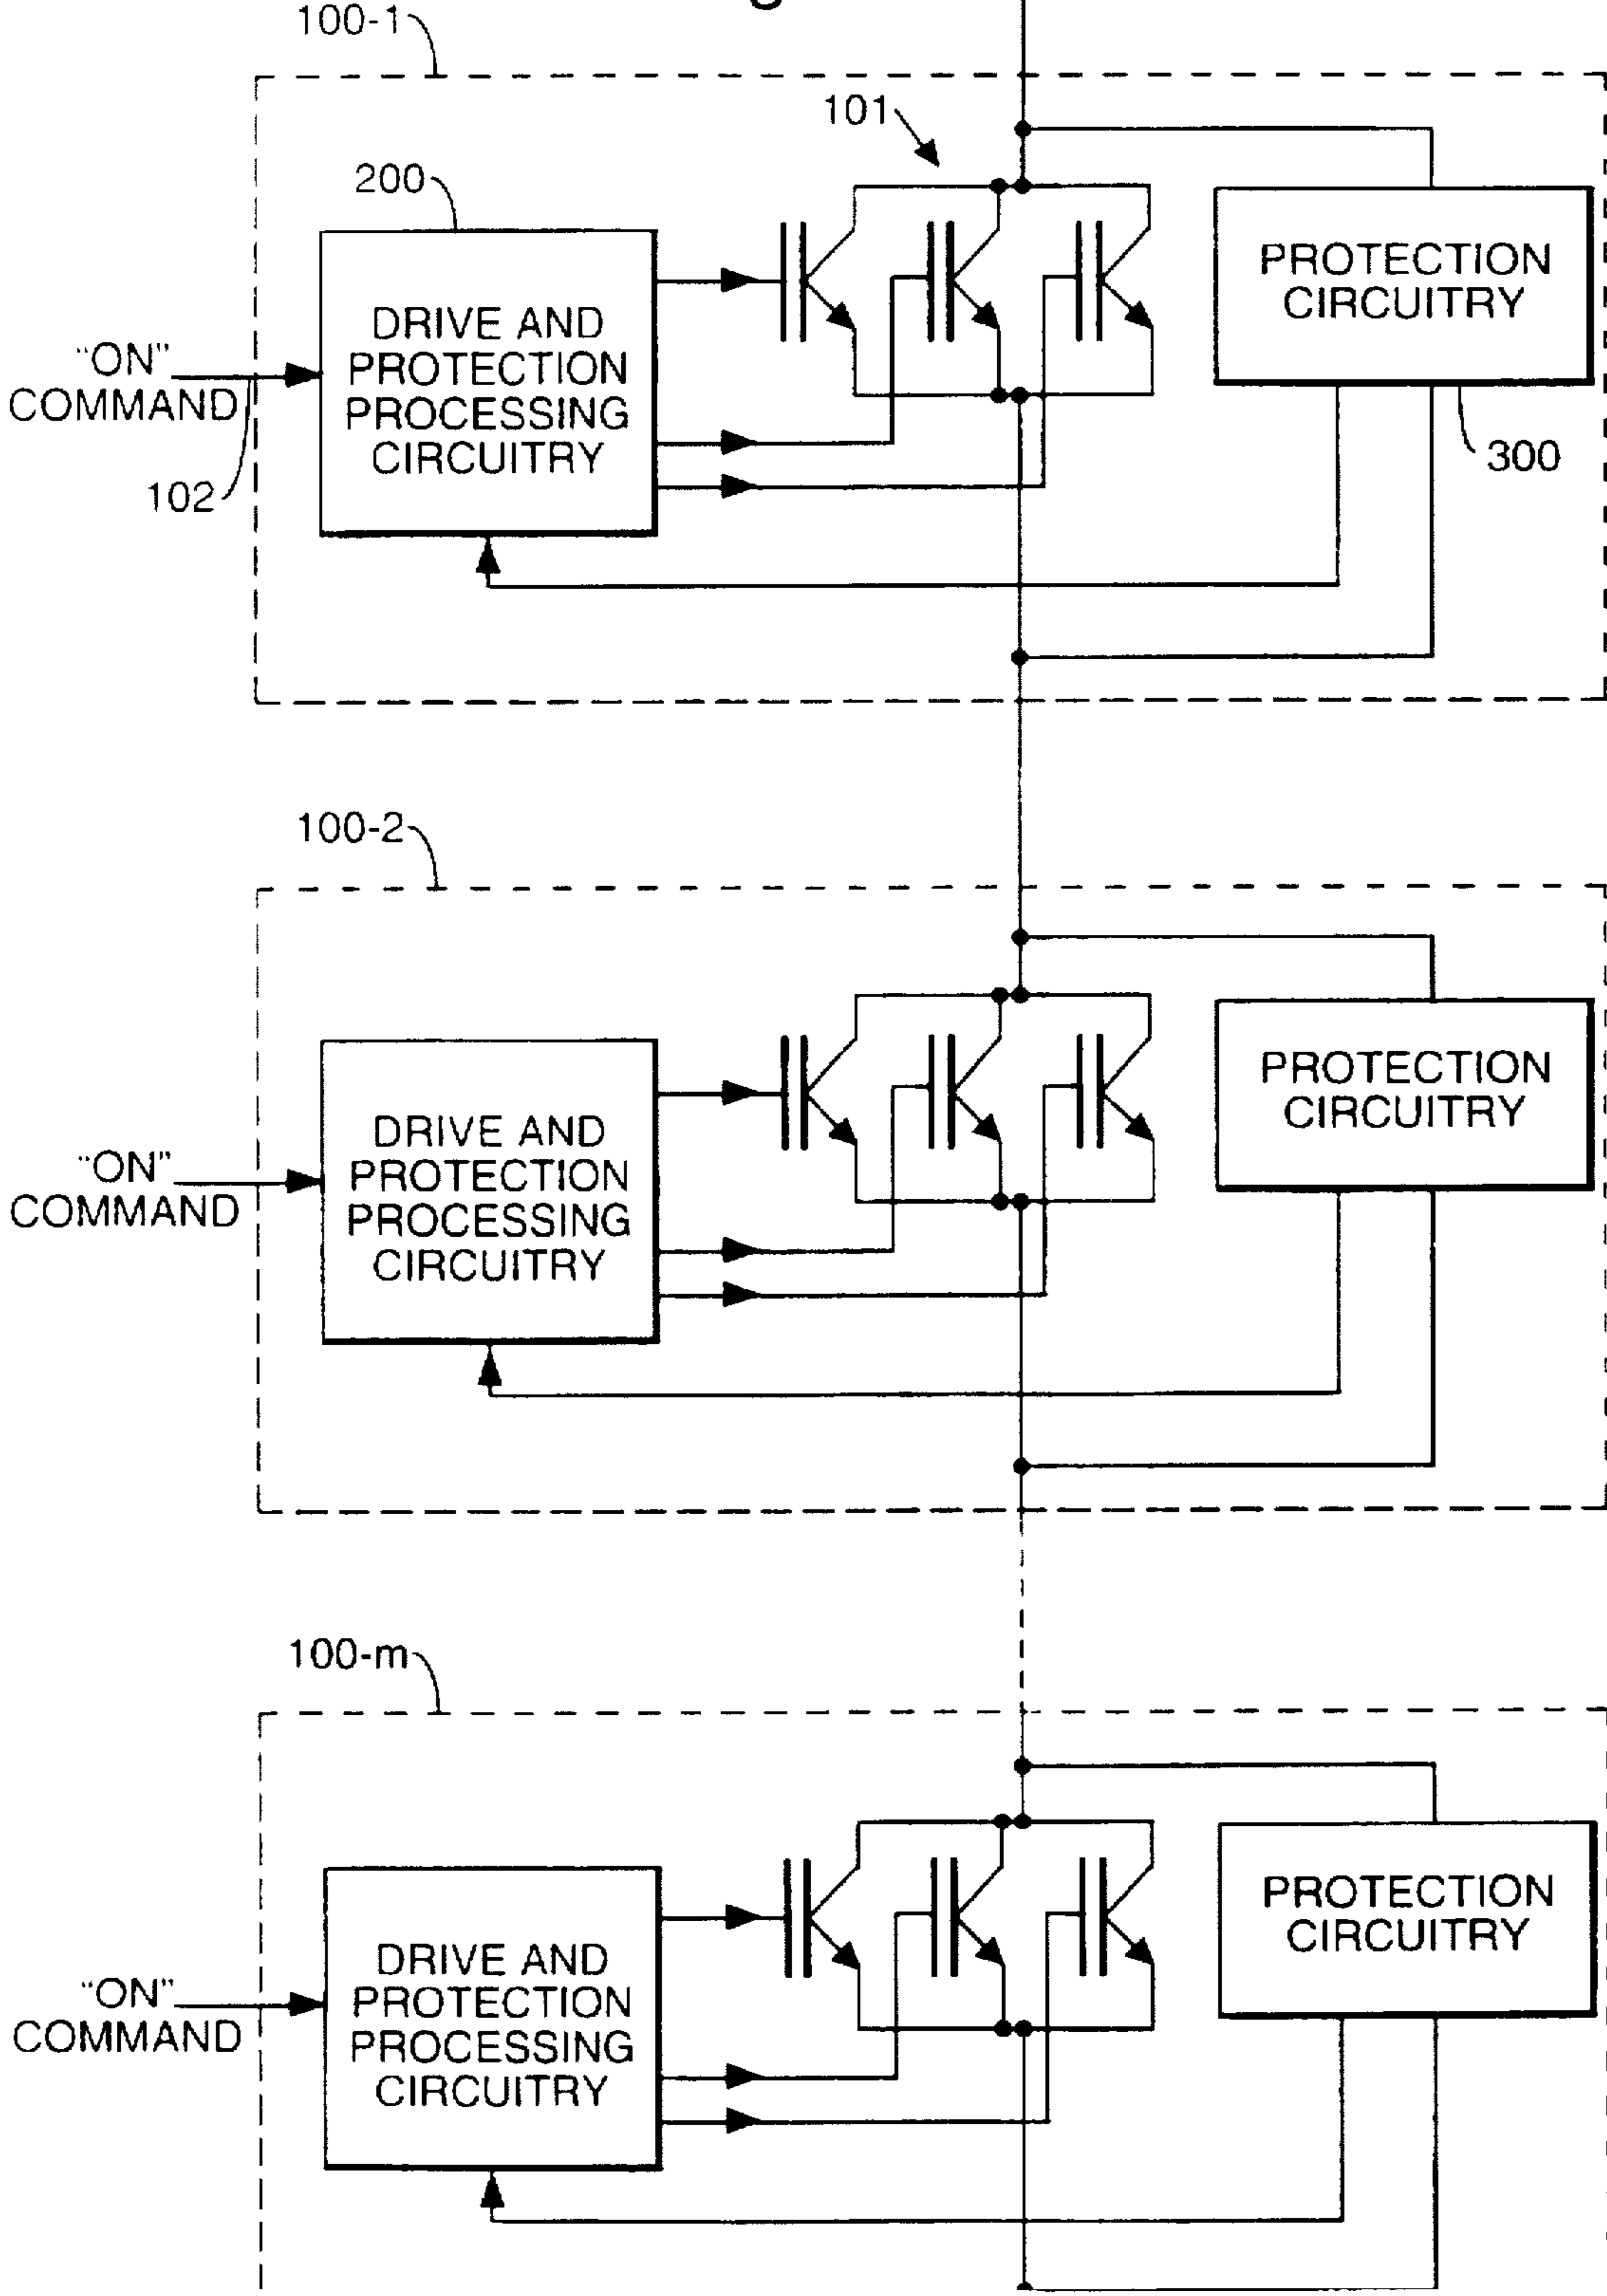 100-1
101
200
PROTECTION
CIRCUITRY
DRIVE AND
PROTECTION
PROCESSING
CIRCUITRY
"ON"
COMMAND
102
300
100-2
PROTECTION
CIRCUITRY
DRIVE AND
PROTECTION
PROCESSING
CIRCUITRY
"ON"
COMMAND
100-m
PROTECTION
CIRCUITRY
DRIVE AND
PROTECTION
PROCESSING
CIRCUITRY
"ON"
COMMAND